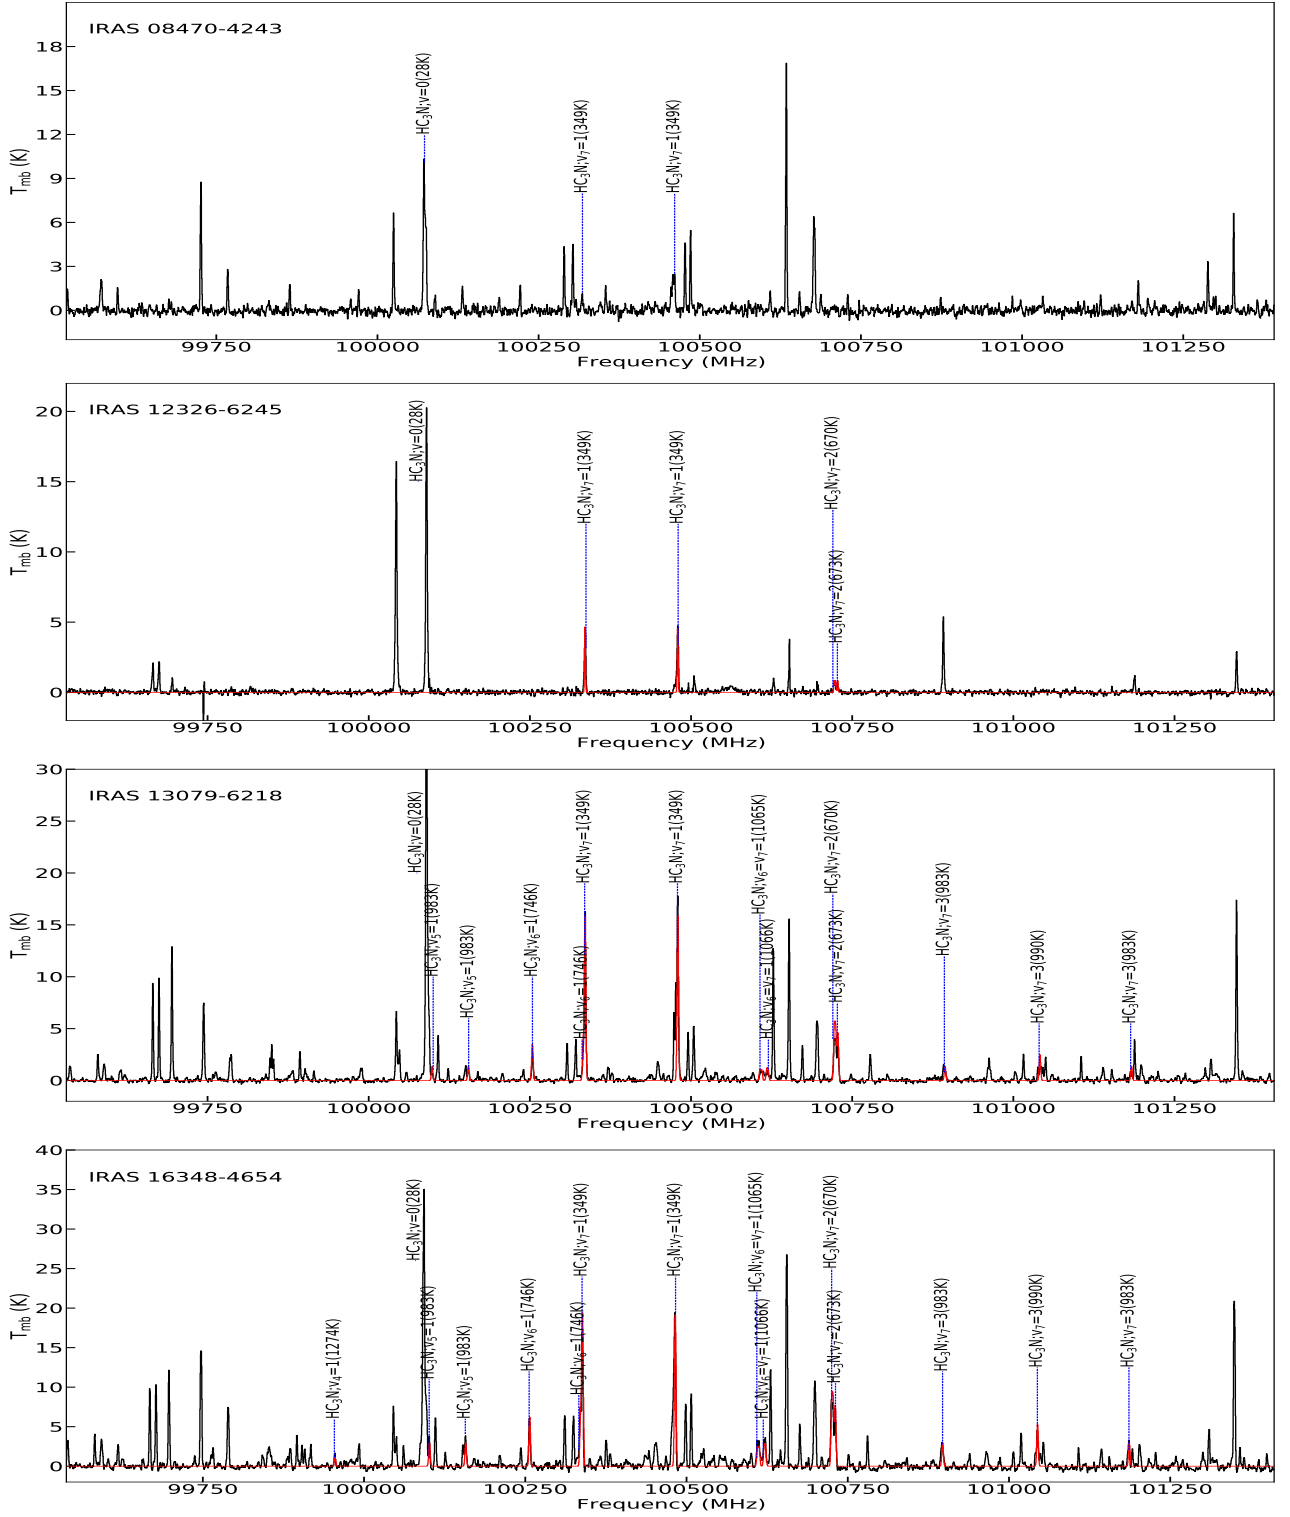 IRAS 08470-4243
T_mb (K)
18
15
12
9
6
3
0
HC₃N;v=0(28K)
HC₃N;v₇=1(349K)
HC₃N;v₇=1(349K)
99750 100000 100250 100500 100750 101000 101250
Frequency (MHz)
IRAS 12326-6245
T_mb (K)
20
15
10
5
0
HC₃N;v=0(28K)
HC₃N;v₇=1(349K)
HC₃N;v₇=1(349K)
HC₃N;v₇=2(670K)
HC₃N;v₇=2(673K)
99750 100000 100250 100500 100750 101000 101250
Frequency (MHz)
IRAS 13079-6218
T_mb (K)
30
25
20
15
10
5
0
HC₃N;v=0(28K)
HC₃N;v₅=1(983K)
HC₃N;v₅=1(983K)
HC₃N;v₆=1(746K)
HC₃N;v₆=1(746K)
HC₃N;v₇=1(349K)
HC₃N;v₇=1(349K)
HC₃N;v₆=v₇=1(1065K)
HC₃N;v₆=v₇=1(1066K)
HC₃N;v₇=2(670K)
HC₃N;v₇=2(673K)
HC₃N;v₇=3(983K)
HC₃N;v₇=3(990K)
HC₃N;v₇=3(983K)
99750 100000 100250 100500 100750 101000 101250
Frequency (MHz)
IRAS 16348-4654
T_mb (K)
40
35
30
25
20
15
10
5
0
HC₃N;v₄=1(1274K)
HC₃N;v=0(28K)
HC₃N;v₅=1(983K)
HC₃N;v₅=1(983K)
HC₃N;v₆=1(746K)
HC₃N;v₆=1(746K)
HC₃N;v₇=1(349K)
HC₃N;v₇=1(349K)
HC₃N;v₆=v₇=1(1065K)
HC₃N;v₆=v₇=1(1066K)
HC₃N;v₇=2(670K)
HC₃N;v₇=2(673K)
HC₃N;v₇=3(983K)
HC₃N;v₇=3(990K)
HC₃N;v₇=3(983K)
99750 100000 100250 100500 100750 101000 101250
Frequency (MHz)